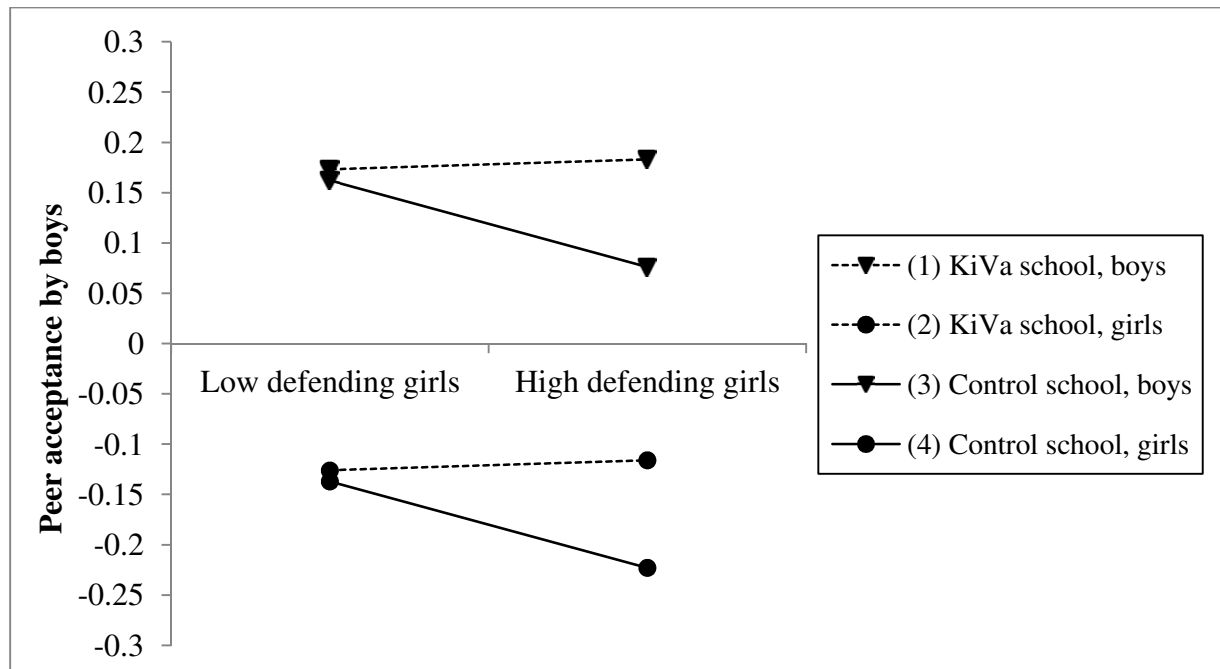 0.3
0.25
0.2
0.15
0.1
0.05
0
-0.05
-0.1
-0.15
-0.2
-0.25
-0.3
Peer acceptance by boys
Low defending girls
High defending girls
(1) KiVa school, boys
(2) KiVa school, girls
(3) Control school, boys
(4) Control school, girls